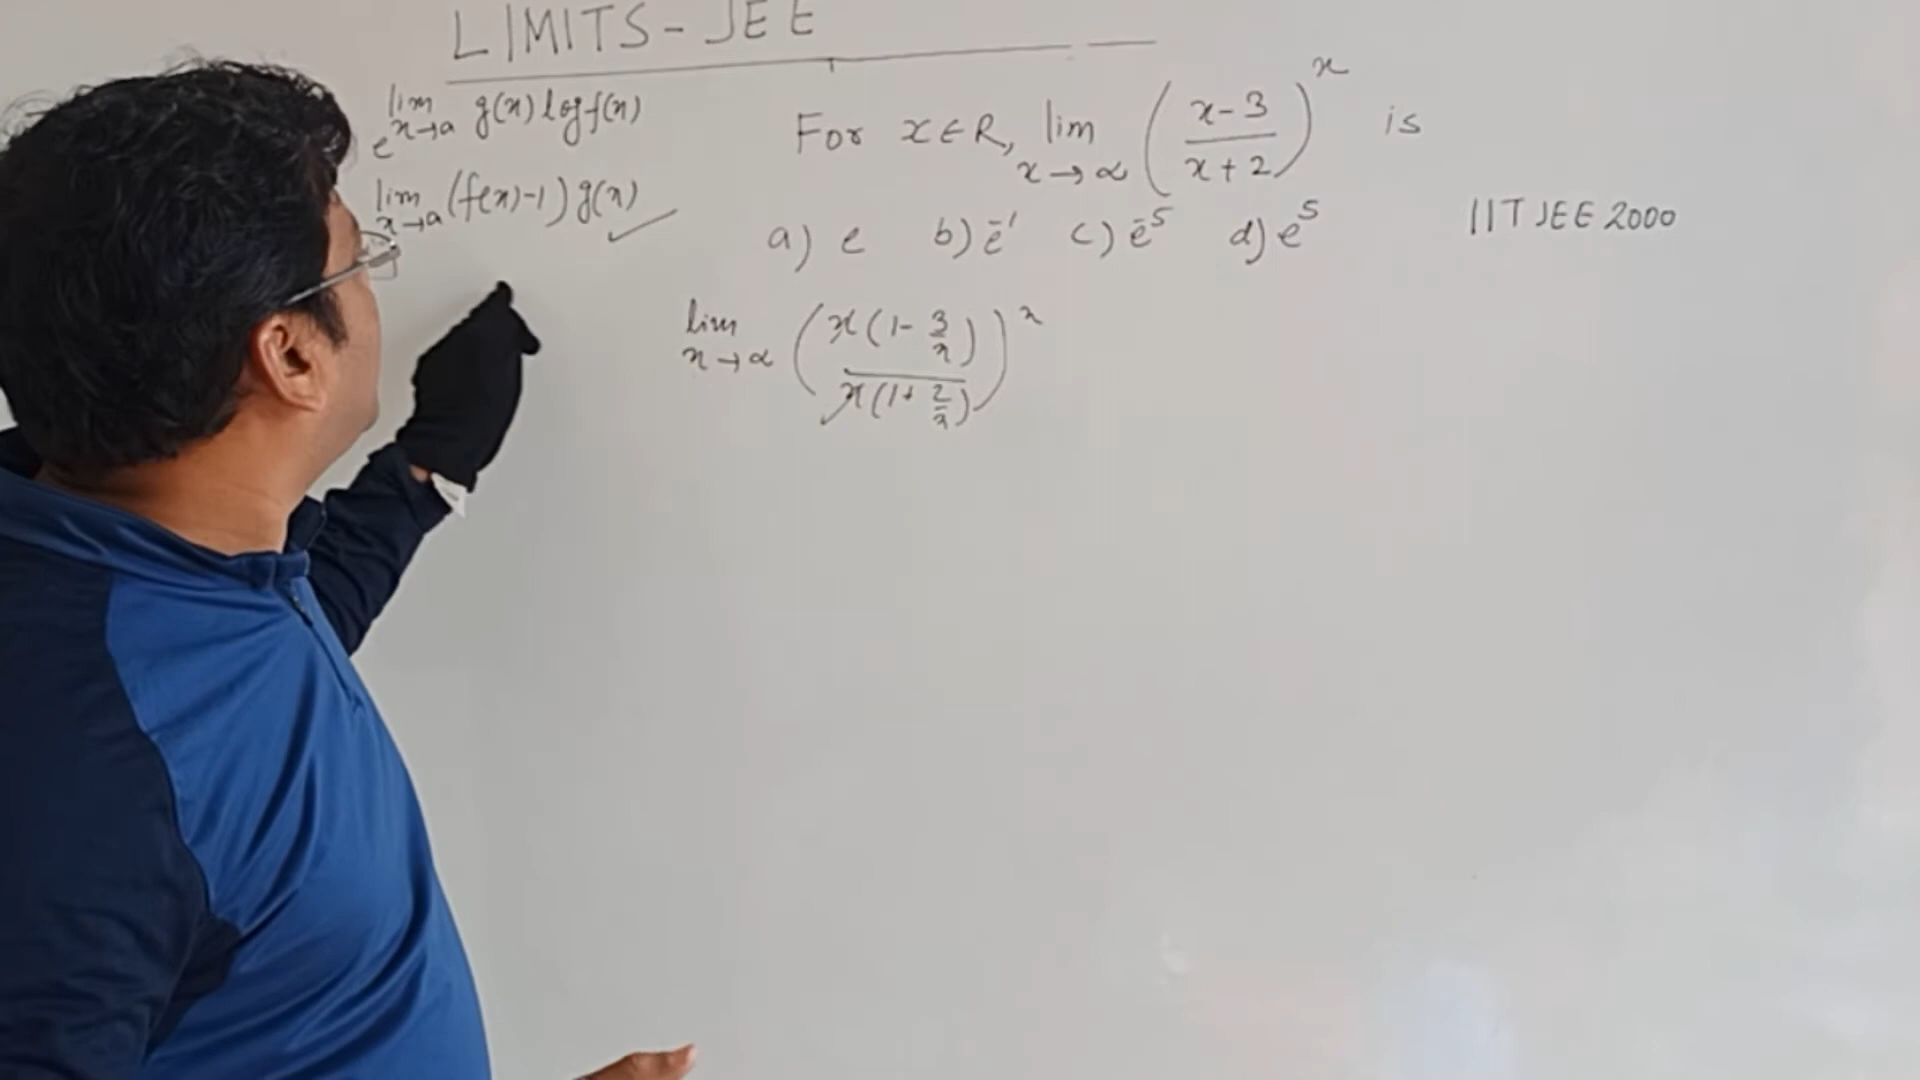 LIMITS - JEE
e^{lim x→a g(x) log f(x)}
lim x→a (f(x)-1) g(x)
For x ∈ R, lim x→∞ ((x-3)/(x+2))^x is
a) e b) e^{-1} c) e^{-5} d) e^5
IIT JEE 2000
lim x→∞ ((x(1-3/x))/(x(1+2/x)))^x